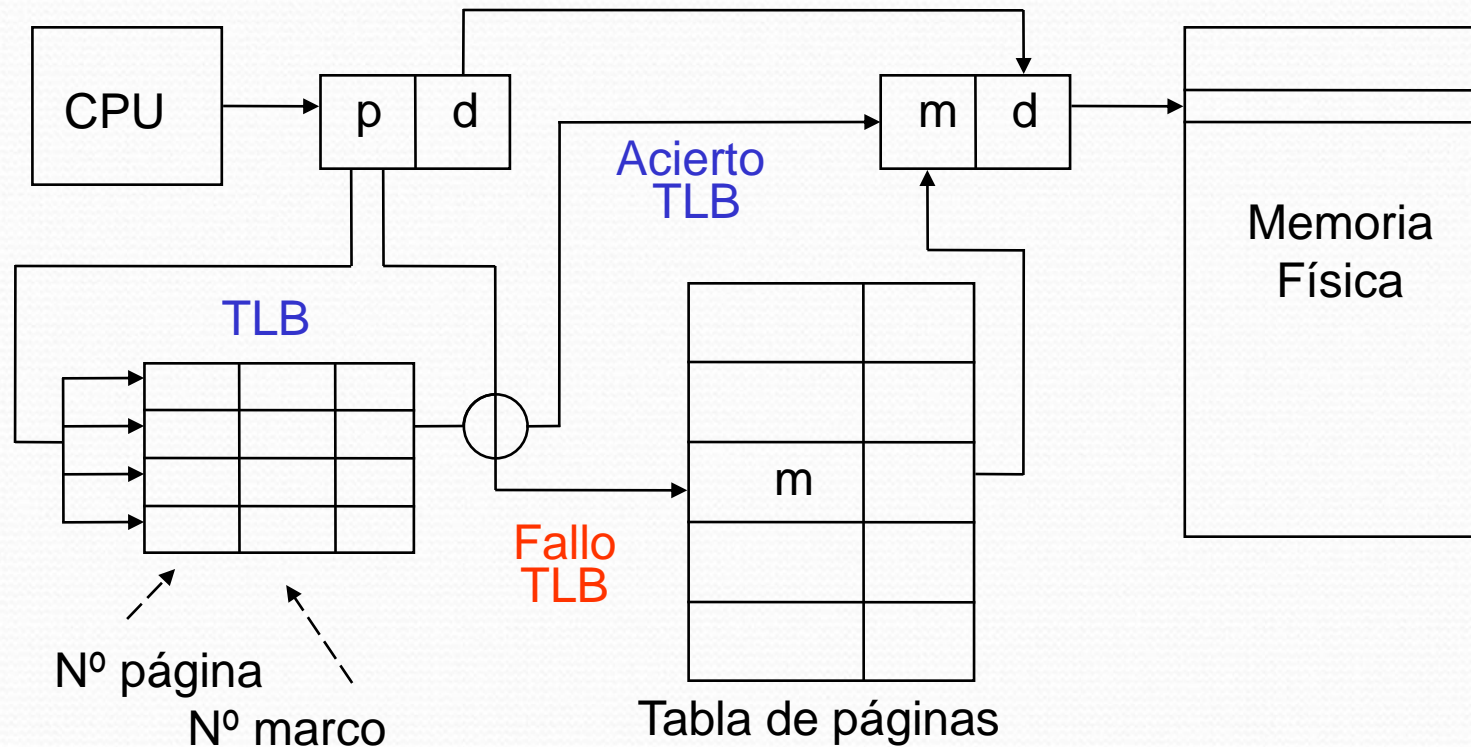 CPU
p
d
m
d
Acierto
TLB
Memoria
Física
TLB
m
Fallo
TLB
Nº página
Nº marco
Tabla de páginas